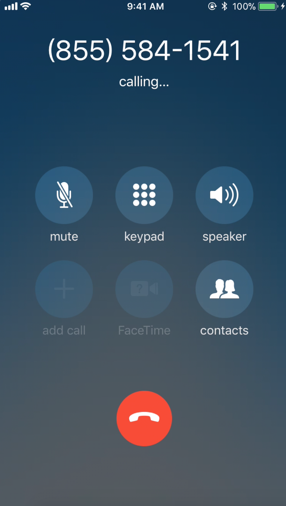 9:41 AM 100%
(855) 584-1541
calling...
mute keypad speaker
add call FaceTime contacts